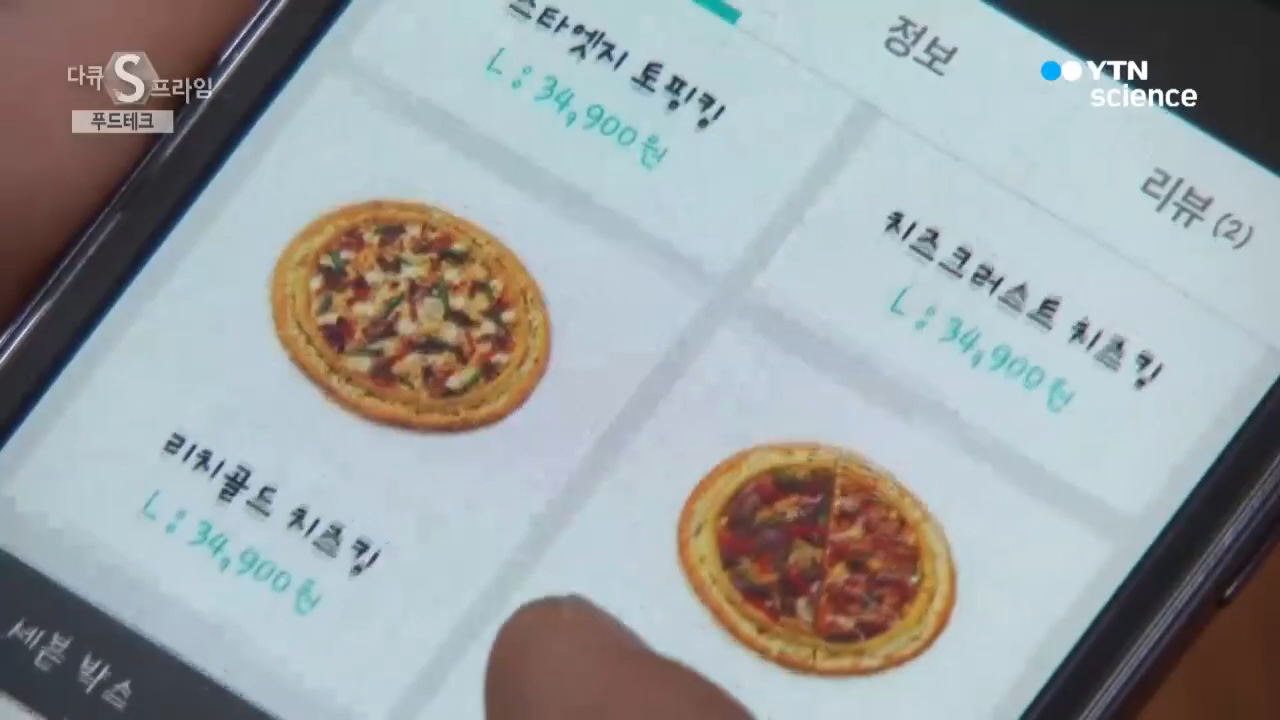 다큐 S 프라임
푸드테크
YTN
science
정보
리뷰 (2)
스타엣지 토핑킹
L : 34,900원
치즈크러스트 치즈킹
L : 34,900원
리치골드 치즈킹
L : 34,900원
세븐 박스